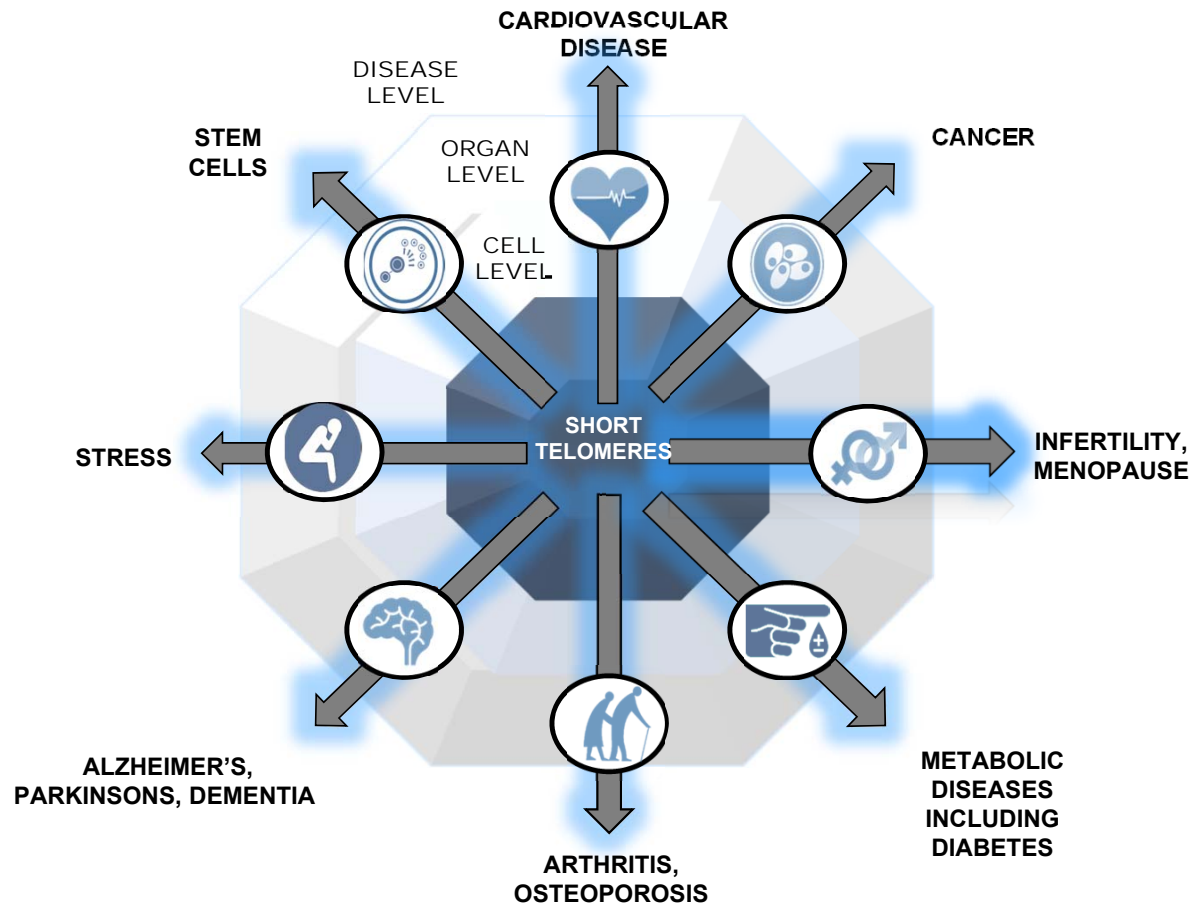 CARDIOVASCULAR
DISEASE
DISEASE
LEVEL
STEM
CELLS
ORGAN
LEVEL
CANCER
CELL
LEVEL
SHORT
TELOMERES
STRESS
INFERTILITY,
MENOPAUSE
ALZHEIMER'S,
PARKINSONS, DEMENTIA
METABOLIC
DISEASES
INCLUDING
DIABETES
ARTHRITIS,
OSTEOPOROSIS